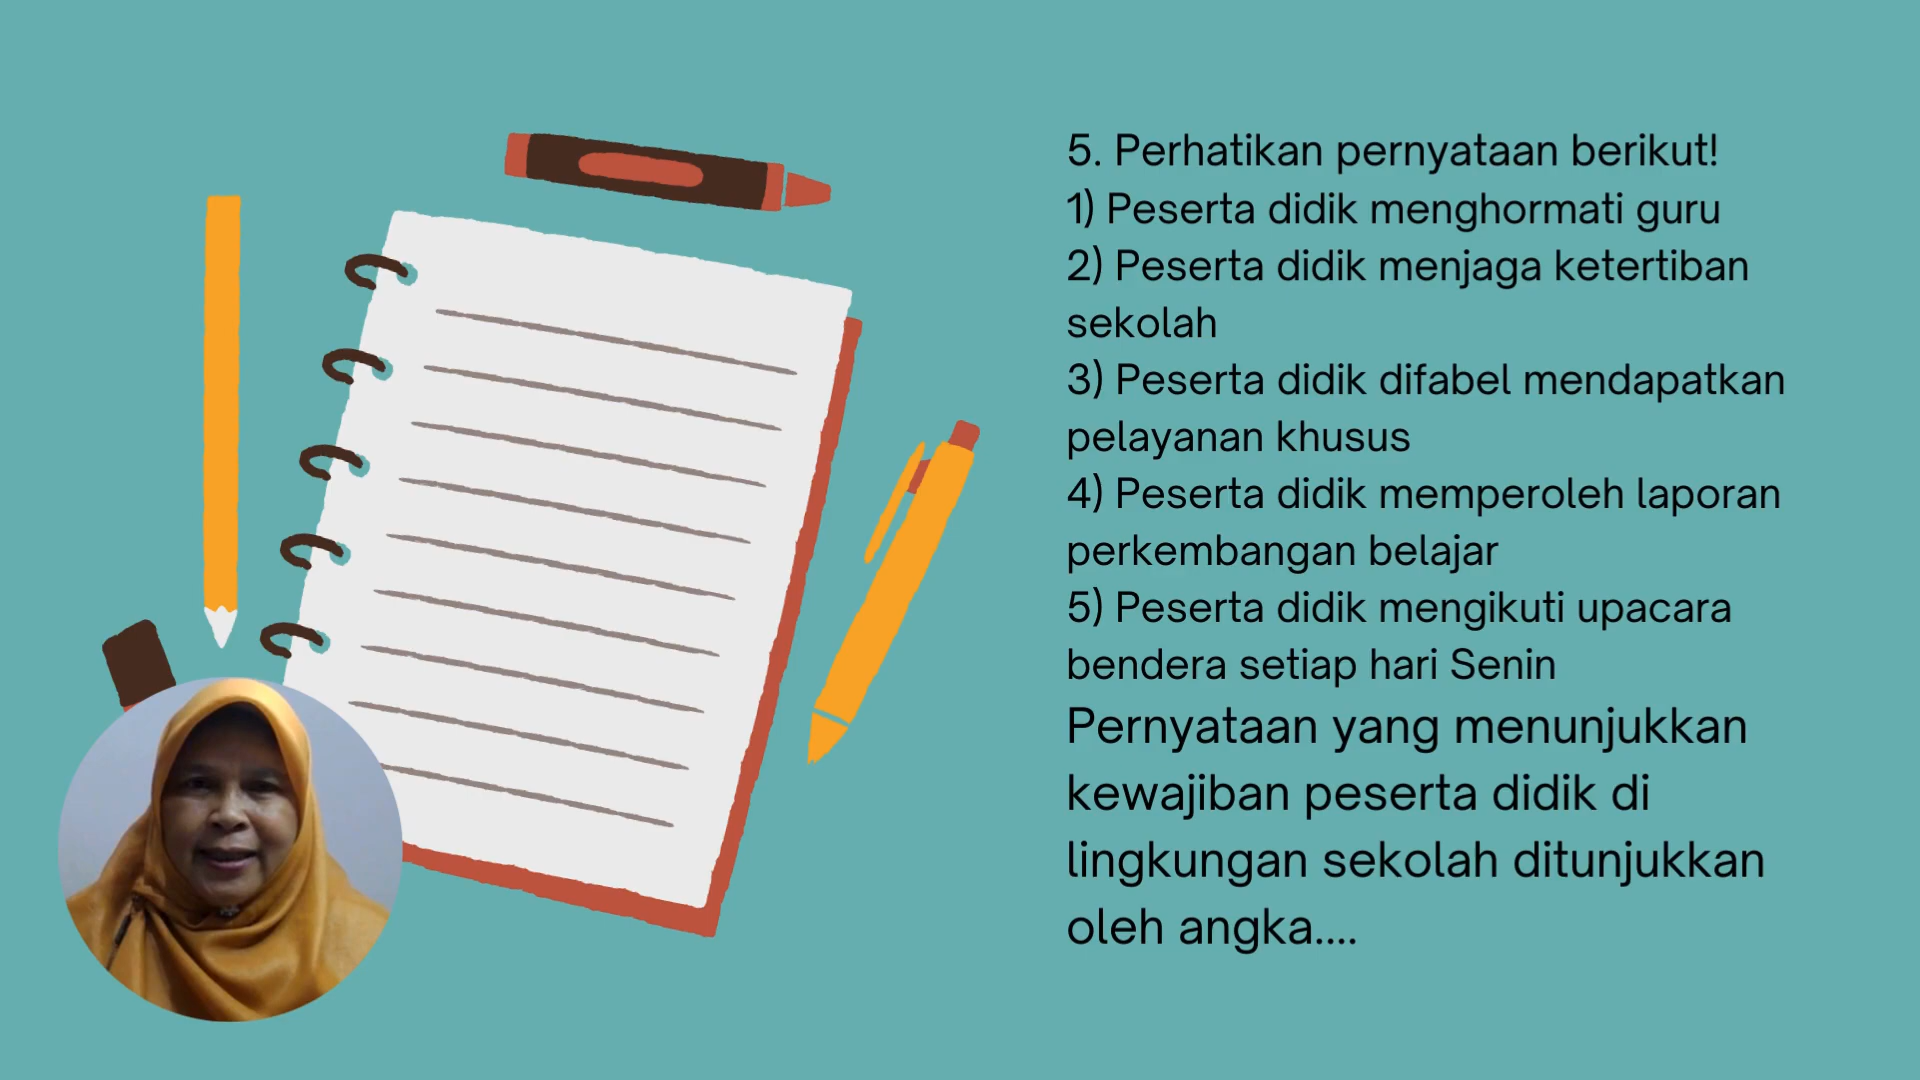 5. Perhatikan pernyataan berikut!
1) Peserta didik menghormati guru
2) Peserta didik menjaga ketertiban
sekolah
3) Peserta didik difabel mendapatkan
pelayanan khusus
4) Peserta didik memperoleh laporan
perkembangan belajar
5) Peserta didik mengikuti upacara
bendera setiap hari Senin
Pernyataan yang menunjukkan
kewajiban peserta didik di
lingkungan sekolah ditunjukkan
oleh angka....